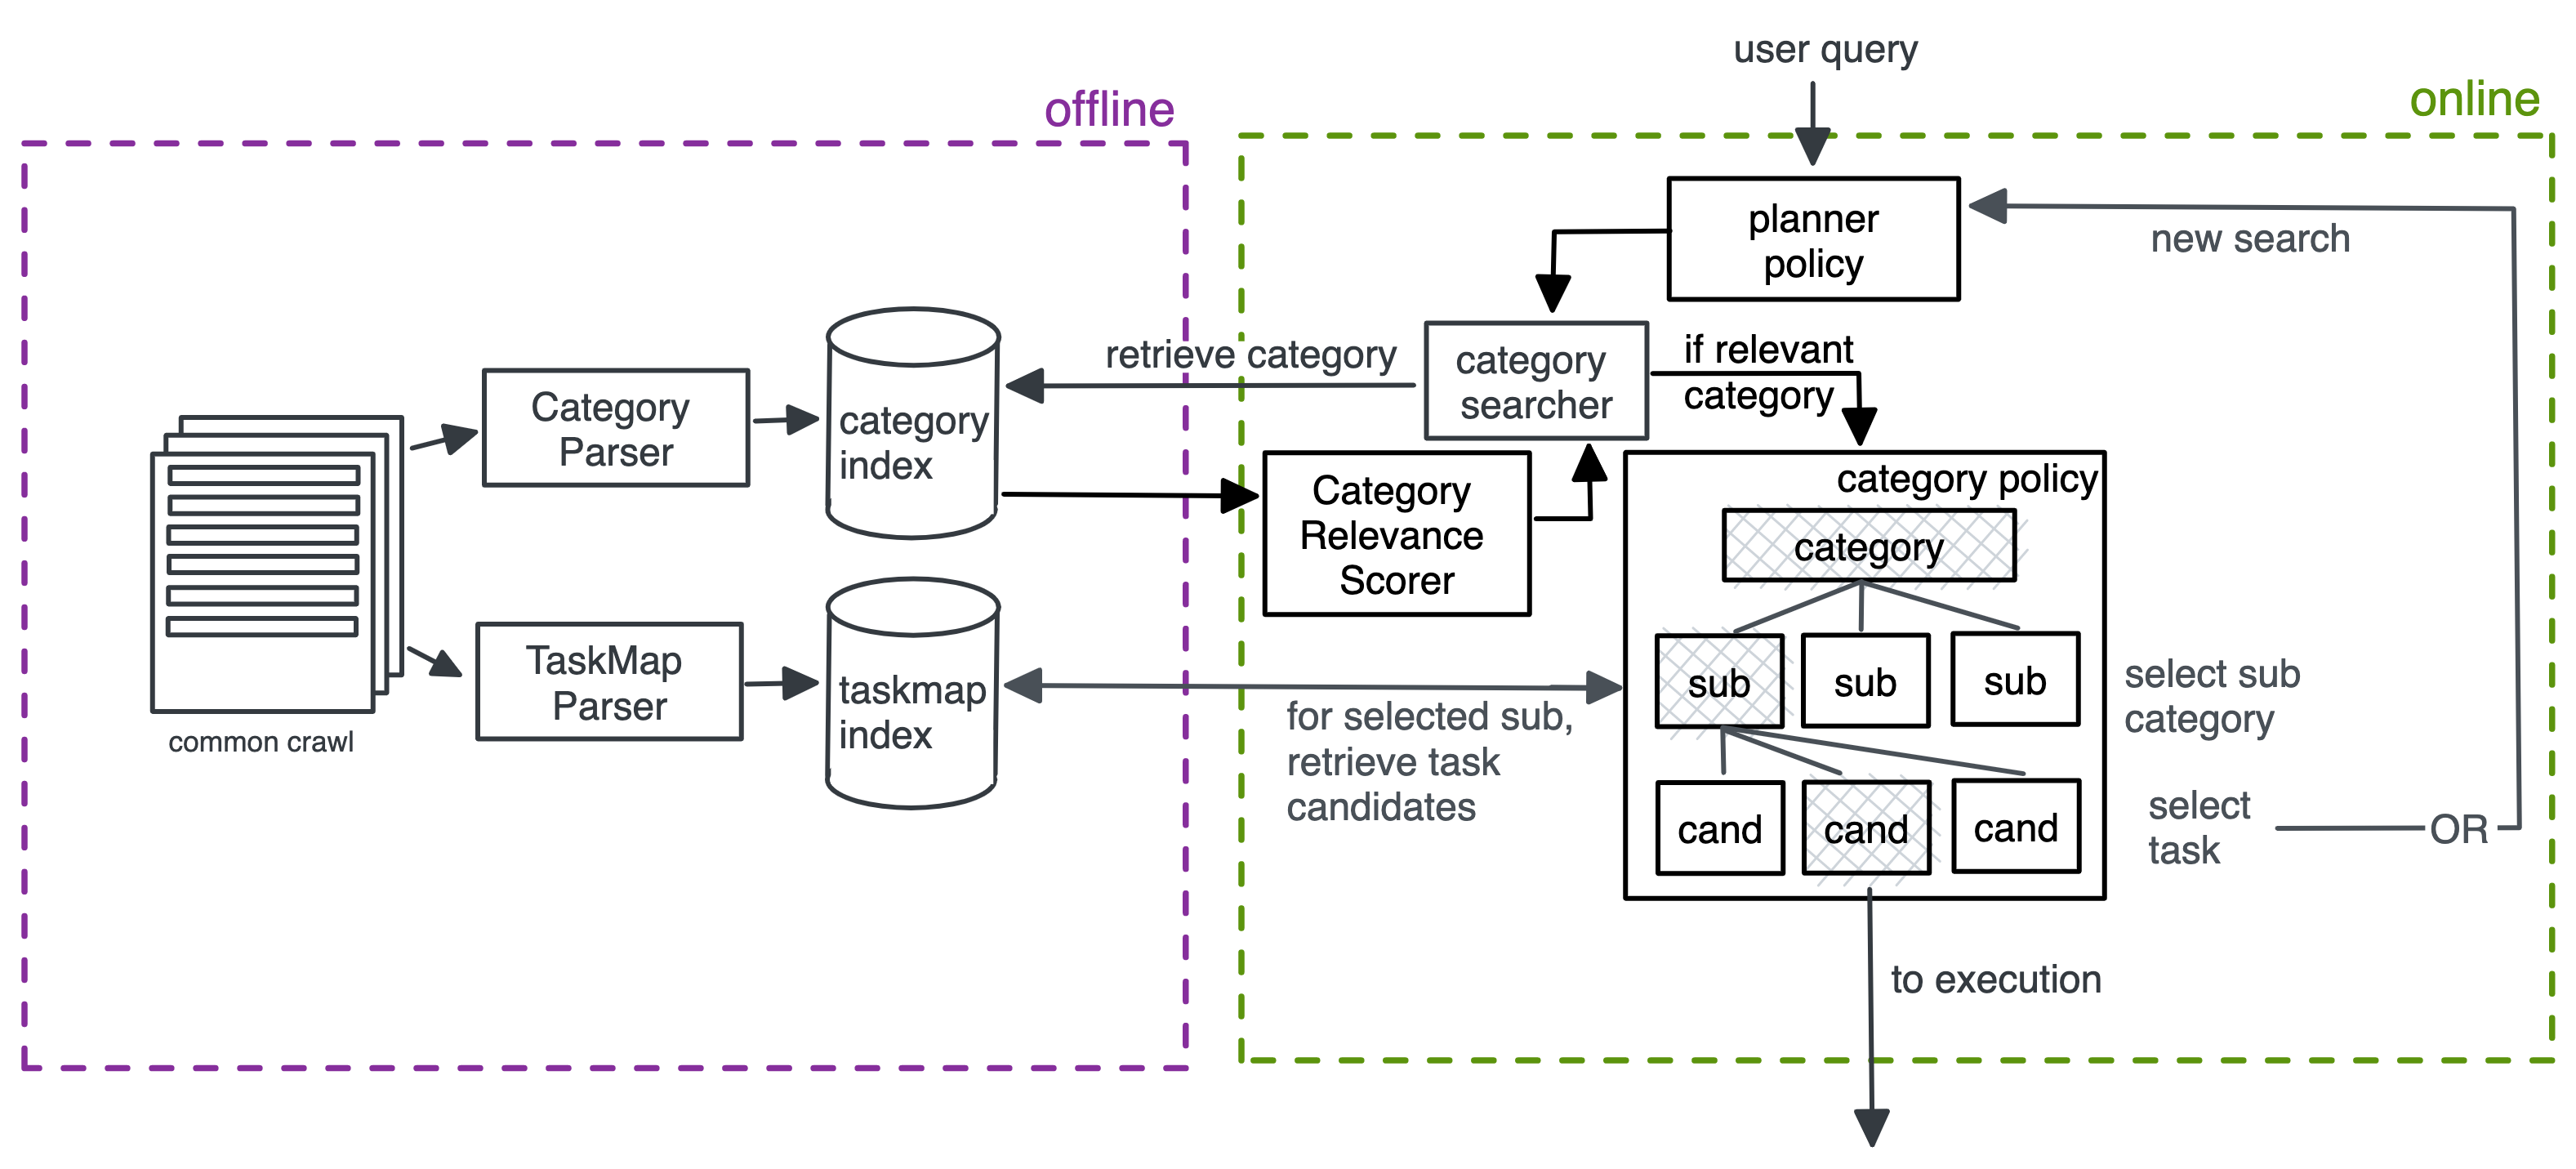 user query
offline
online
planner
policy
new search
retrieve category
category
searcher
if relevant
category
Category
Parser
category
index
common crawl
TaskMap
Parser
taskmap
index
Category
Relevance
Scorer
for selected sub,
retrieve task
candidates
category policy
category
sub
sub
sub
select sub
category
cand
cand
cand
select
task
OR
to execution